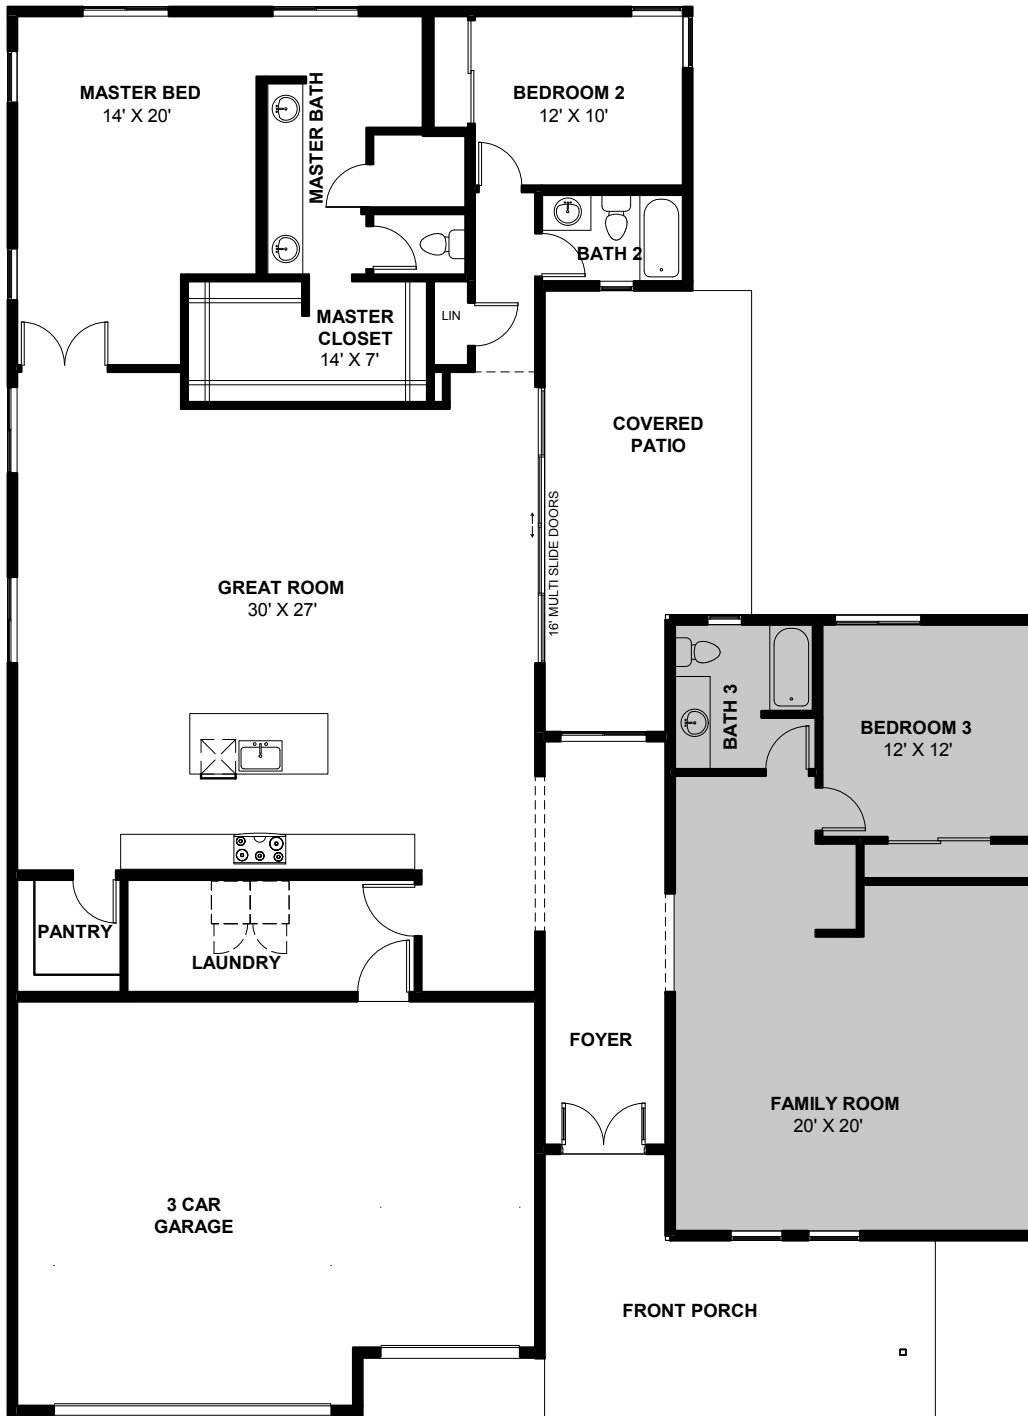 MASTER BED
14' X 20'
MASTER BATH
BEDROOM 2
12' X 10'
BATH 2
MASTER
CLOSET
14' X 7'
LIN
COVERED
PATIO
16' MULTI SLIDE DOORS
GREAT ROOM
30' X 27'
BATH 3
BEDROOM 3
12' X 12'
PANTRY
LAUNDRY
FOYER
FAMILY ROOM
20' X 20'
3 CAR
GARAGE
FRONT PORCH